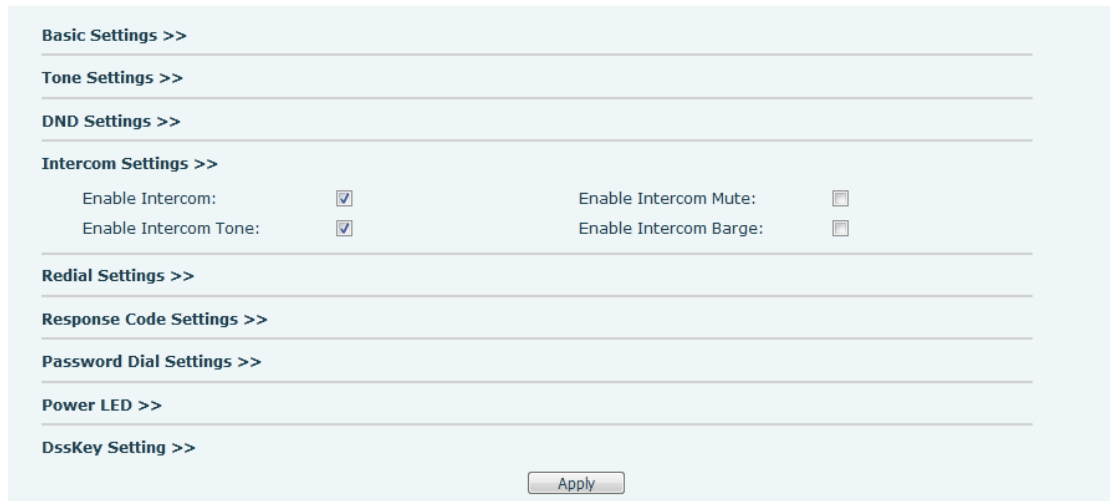 Basic Settings >>
Tone Settings >>
DND Settings >>
Intercom Settings >>
Enable Intercom: Enable Intercom Mute:
Enable Intercom Tone: Enable Intercom Barge:
Redial Settings >>
Response Code Settings >>
Password Dial Settings >>
Power LED >>
DssKey Setting >>
Apply